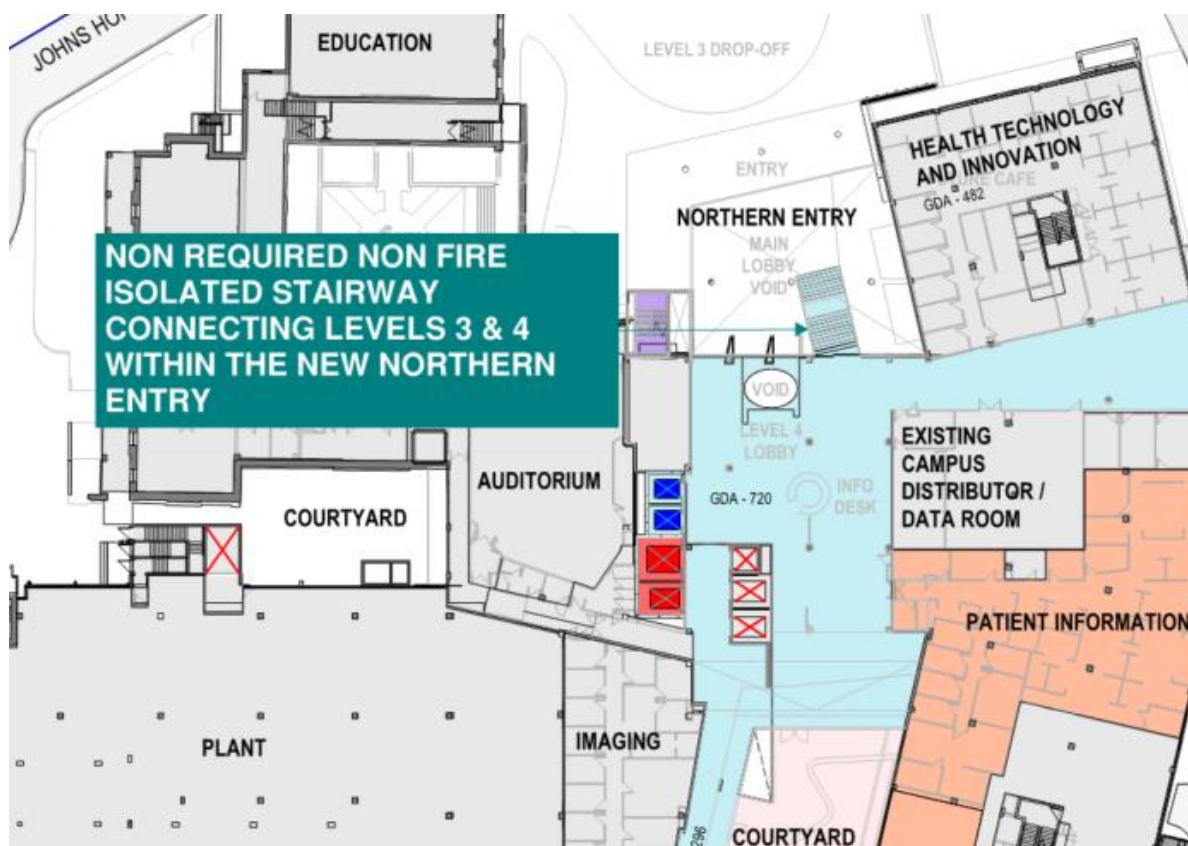 JOHNS HO
EDUCATION
LEVEL 3 DROP-OFF
HEALTH TECHNOLOGY
AND INNOVATION
CAFE
GDA - 482
ENTRY
NORTHERN ENTRY
MAIN
LOBBY
VOID
NON REQUIRED NON FIRE
ISOLATED STAIRWAY
CONNECTING LEVELS 3 & 4
WITHIN THE NEW NORTHERN
ENTRY
VOID
LEVEL 4
LOBBY
EXISTING
CAMPUS
DISTRIBUTOR /
DATA ROOM
AUDITORIUM
GDA - 720
INFO
DESK
COURTYARD
PATIENT INFORMATION
PLANT
IMAGING
296
COURTYARD